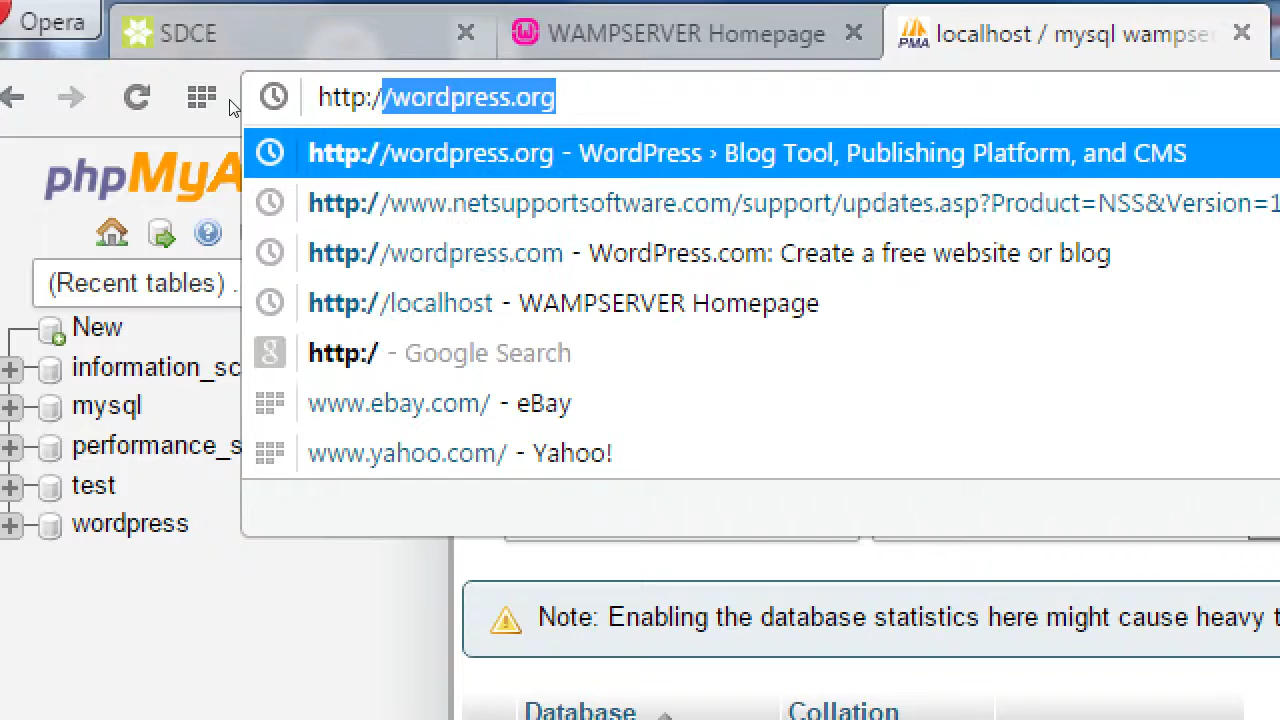 Opera
SDCE
WAMPSERVER Homepage
PMA
localhost / mysql wampse
http://wordpress.org
http://wordpress.org - WordPress › Blog Tool, Publishing Platform, and CMS
http://www.netsupportsoftware.com/support/updates.asp?Product=NSS&Version=1
http://wordpress.com - WordPress.com: Create a free website or blog
http://localhost - WAMPSERVER Homepage
http:/ - Google Search
www.ebay.com/ - eBay
www.yahoo.com/ - Yahoo!
phpMyA
(Recent tables) .
New
information_sc
mysql
performance_s
test
wordpress
Note: Enabling the database statistics here might cause heavy t
Database
Collation